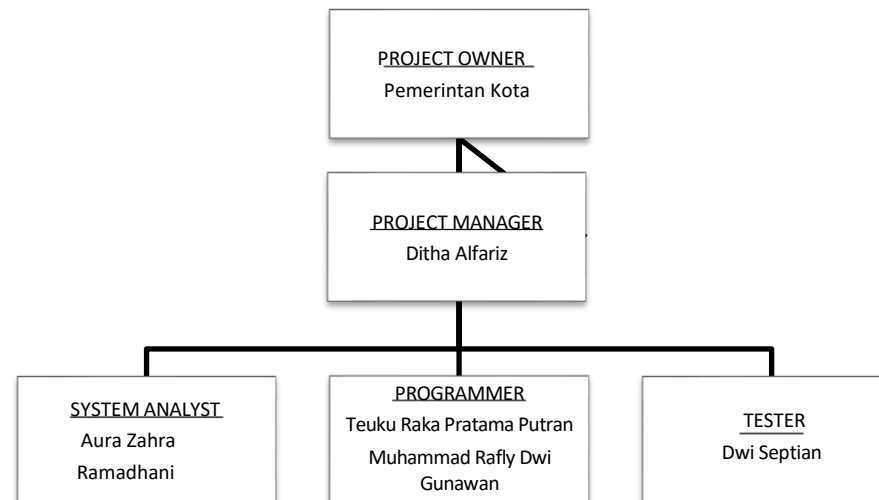 PROJECT OWNER
Pemerintan Kota
PROJECT MANAGER
Ditha Alfariz
SYSTEM ANALYST
Aura Zahra
Ramadhani
PROGRAMMER
Teuku Raka Pratama Putran
Muhammad Rafly Dwi
Gunawan
TESTER
Dwi Septian